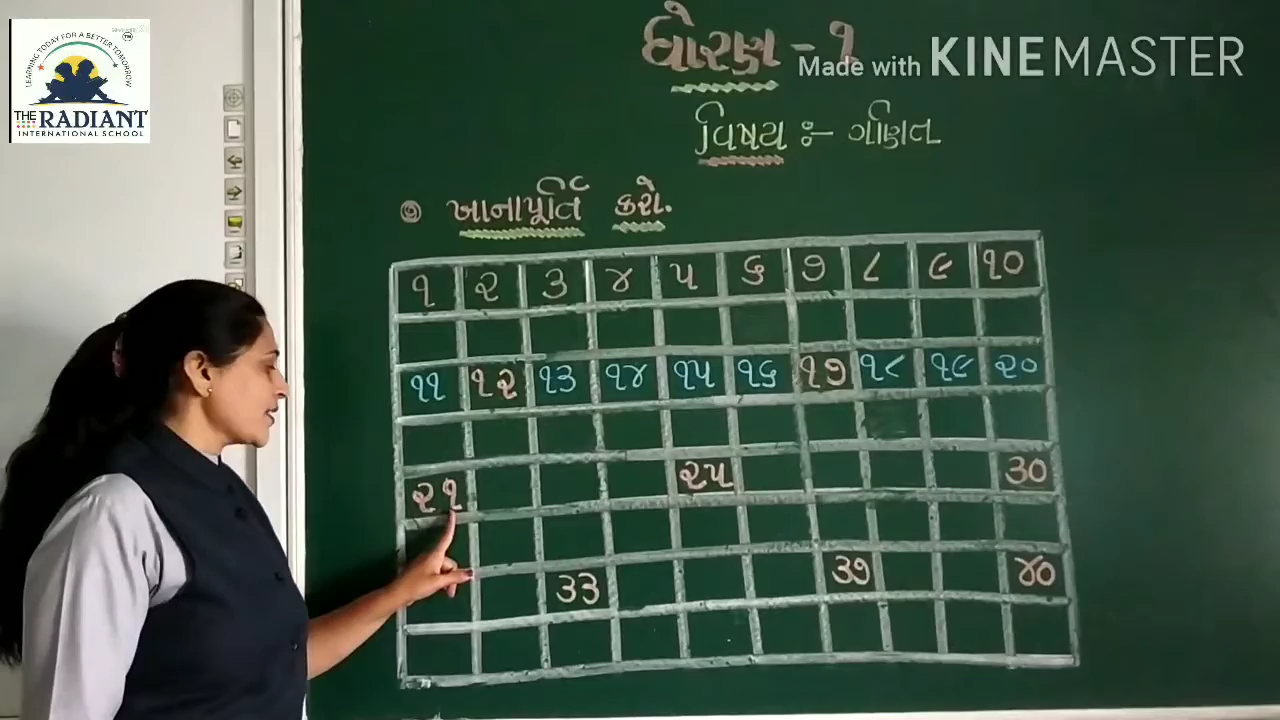 LEARNING TODAY FOR A BETTER TOMORROW
THE RADIANT
INTERNATIONAL SCHOOL
Made with KINEMASTER
ધોરણ - ૧
વિષય :- ગણિત
ખાનાપૂર્તિ કરો.
૧ ૨ ૩ ૪ ૫ ૬ ૭ ૮ ૯ ૧૦
૧૧ ૧૨ ૧૩ ૧૪ ૧૫ ૧૬ ૧૭ ૧૮ ૧૯ ૨૦
૨૧ ૨૫ ૩૦
૩૩ ૩૭ ૪૦